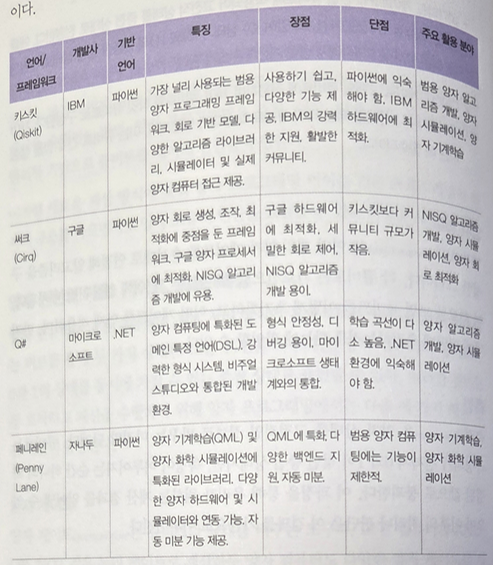 이다.
언어/
프레임워크
개발사
기반
언어
특징
장점
단점
주요 활용 분야
키스킷
(Qiskit)
IBM
파이썬
가장 널리 사용되는 범용
양자 프로그래밍 프레임
워크, 회로 기반 모델, 다
양한 알고리즘 라이브러
리, 시뮬레이터 및 실제
양자 컴퓨터 접근 제공.
사용하기 쉽고,
다양한 기능 제
공, IBM의 강력
한 지원, 활발한
커뮤니티.
파이썬에 익숙
해야 함, IBM
하드웨어에 최
적화.
범용 양자 알고
리즘 개발, 양자
시뮬레이션, 양
자 기계학습
써크
(Cirq)
구글
파이썬
양자 회로 생성, 조작, 최
적화에 중점을 둔 프레임
워크. 구글 양자 프로세서
에 최적화. NISQ 알고리
즘 개발에 유용.
구글 하드웨어
에 최적화, 세
밀한 회로 제어,
NISQ 알고리즘
개발 용이.
키스킷보다 커
뮤니티 규모가
작음.
NISQ 알고리즘
개발, 양자 시뮬
레이션, 양자 회
로 최적화
Q#
마이크로
소프트
.NET
양자 컴퓨팅에 특화된 도
메인 특정 언어(DSL), 강
력한 형식 시스템, 비주얼
스튜디오와 통합된 개발
환경.
형식 안정성, 디
버깅 용이, 마이
크로소프트 생태
계와의 통합.
학습 곡선이 다
소 높음, .NET
환경에 익숙해
야 함.
양자 알고리즘
개발, 양자 시뮬
레이션
페니레인
(Penny
Lane)
자나두
파이썬
양자 기계학습(QML) 및
양자 화학 시뮬레이션에
특화된 라이브러리, 다양
한 양자 하드웨어 및 시
뮬레이터와 연동 가능, 자
동 미분 기능 제공.
QML에 특화, 다
양한 백엔드 지
원, 자동 미분.
범용 양자 컴퓨
팅에는 기능이
제한적.
양자 기계학습,
양자 화학 시뮬
레이션